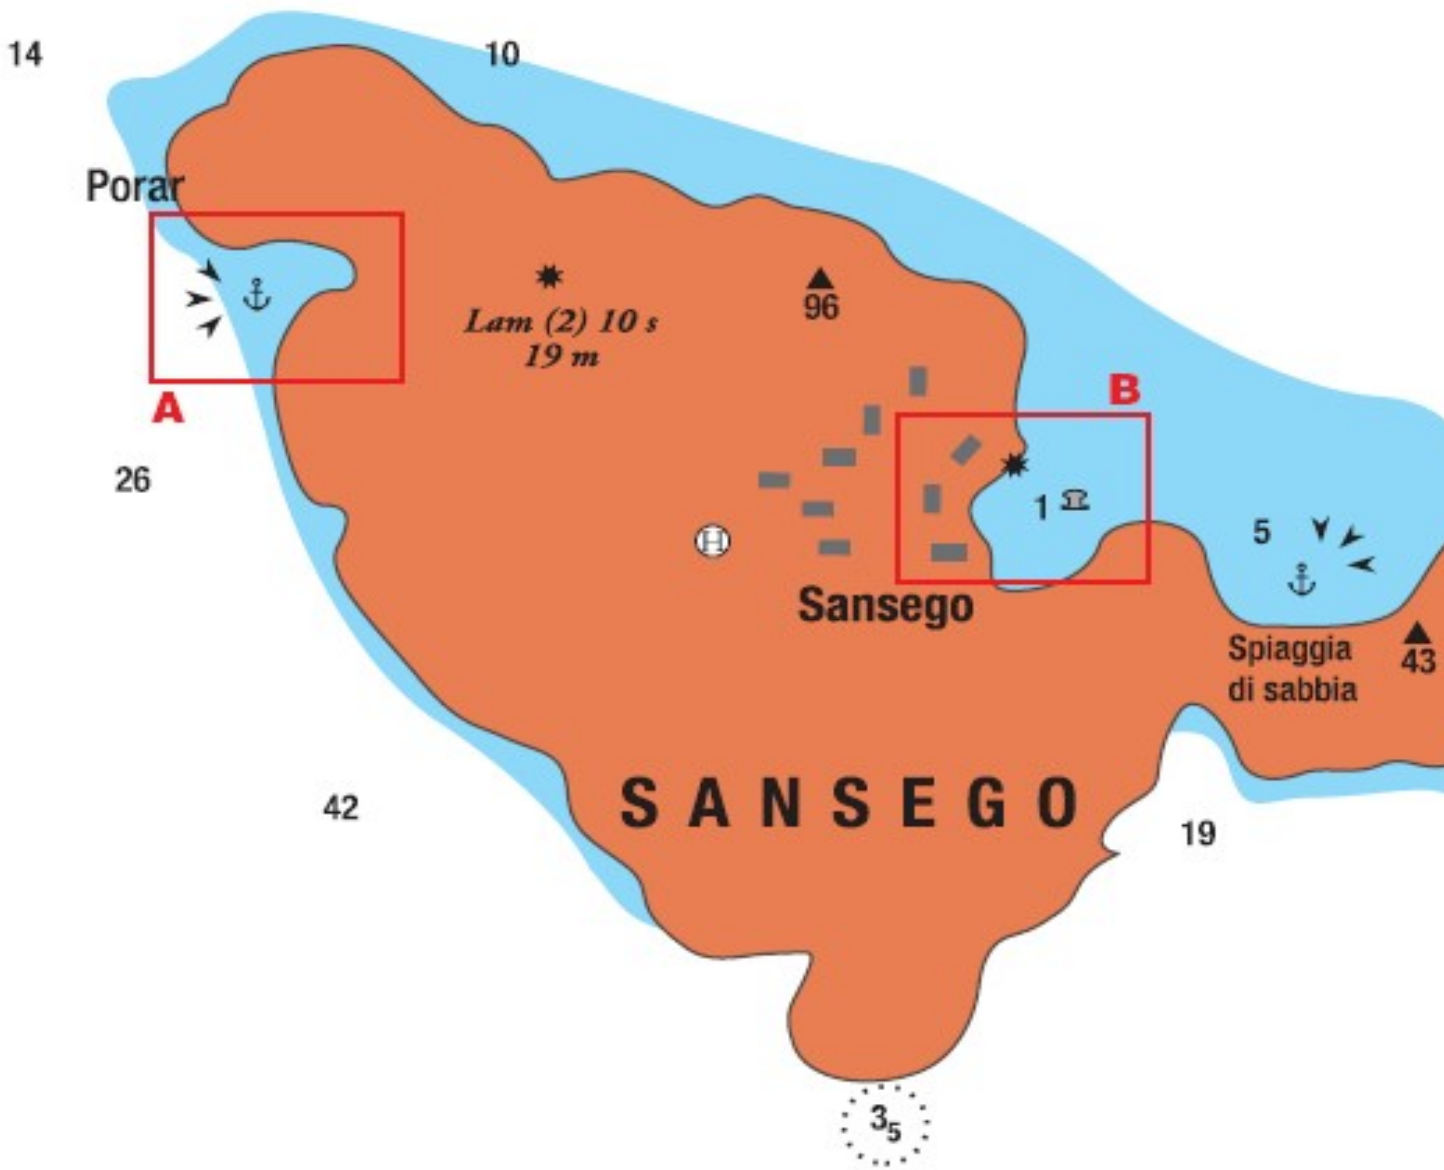 14
10
Porar
Lam (2) 10 s
19 m
96
A
B
26
1
5
H
Sansego
Spiaggia
di sabbia
43
SANSEGO
42
19
3₅